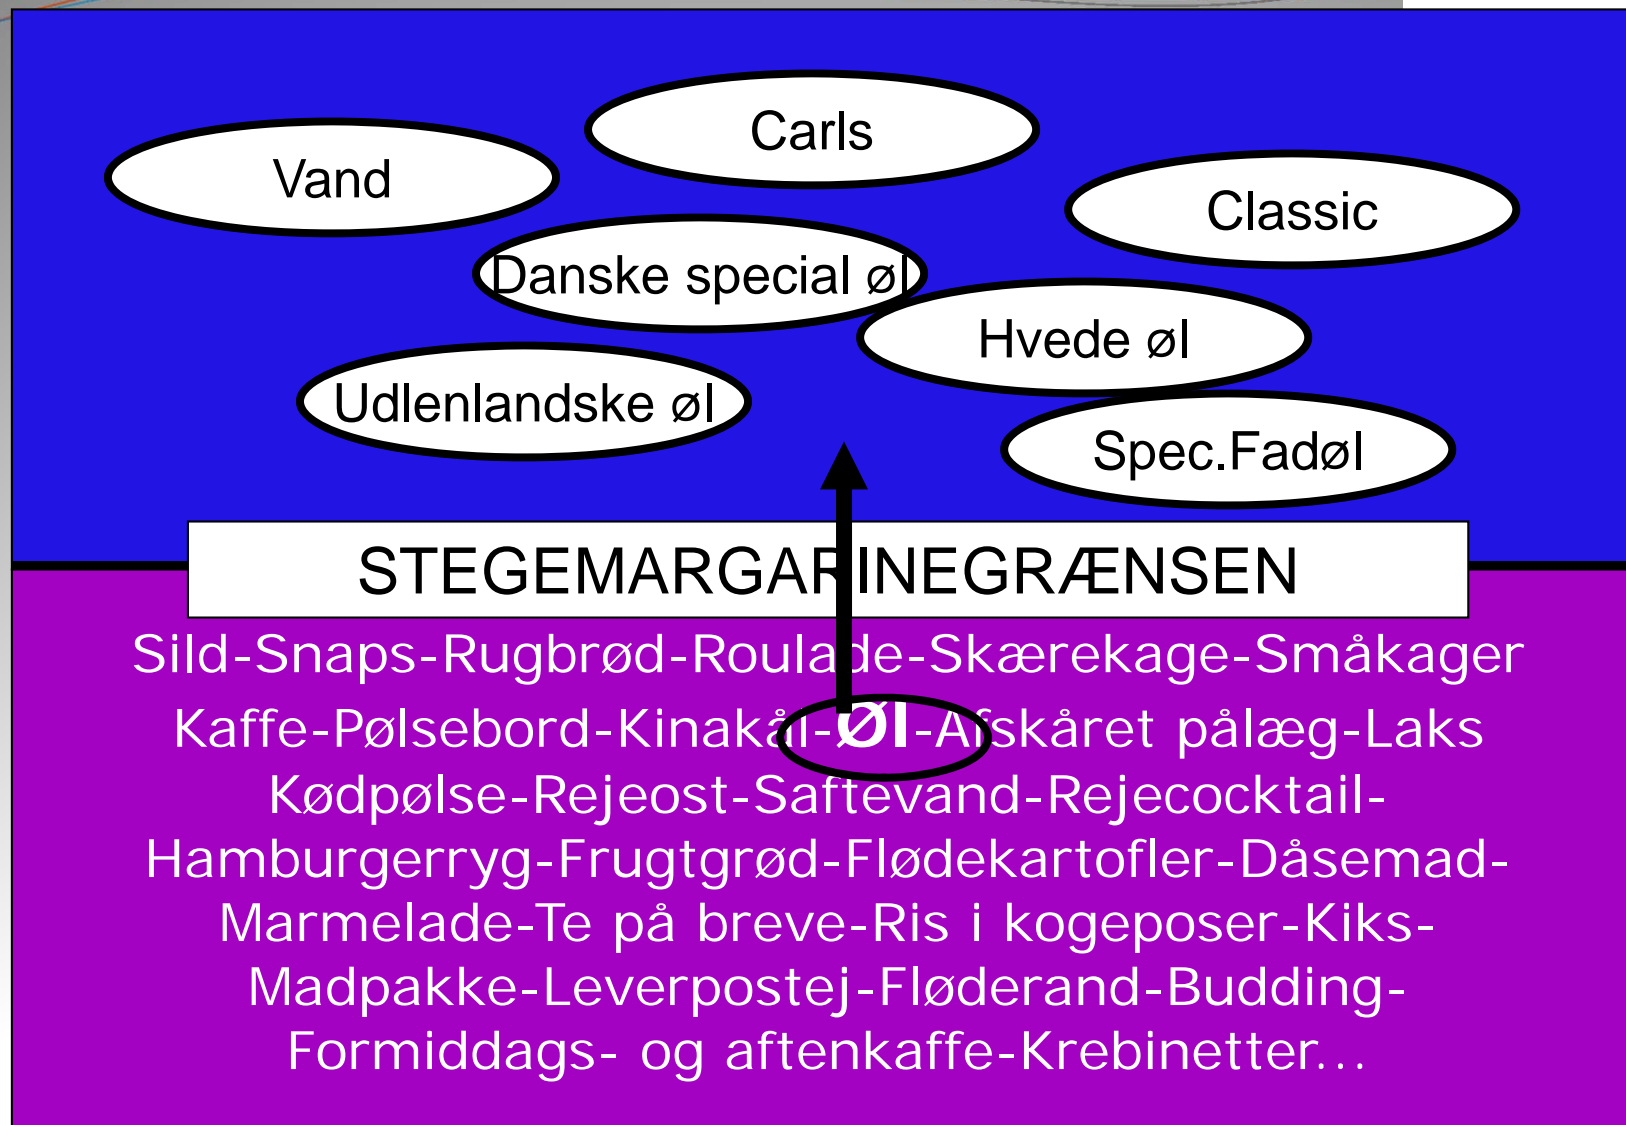 Carls
Vand
Classic
Danske special øl
Hvede øl
Udlenlandske øl
Spec.Fadøl
STEGEMARGARINEGRÆNSEN
Sild-Snaps-Rugbrød-Roulade-Skærekage-Småkager
Kaffe-Pølsebord-Kinakål-Øl-Afskåret pålæg-Laks
Kødpølse-Rejeost-Saftevand-Rejecocktail-
Hamburgerryg-Frugtgrød-Flødekartofler-Dåsemad-
Marmelade-Te på breve-Ris i kogeposer-Kiks-
Madpakke-Leverpostej-Fløderand-Budding-
Formiddags- og aftenkaffe-Krebinetter...